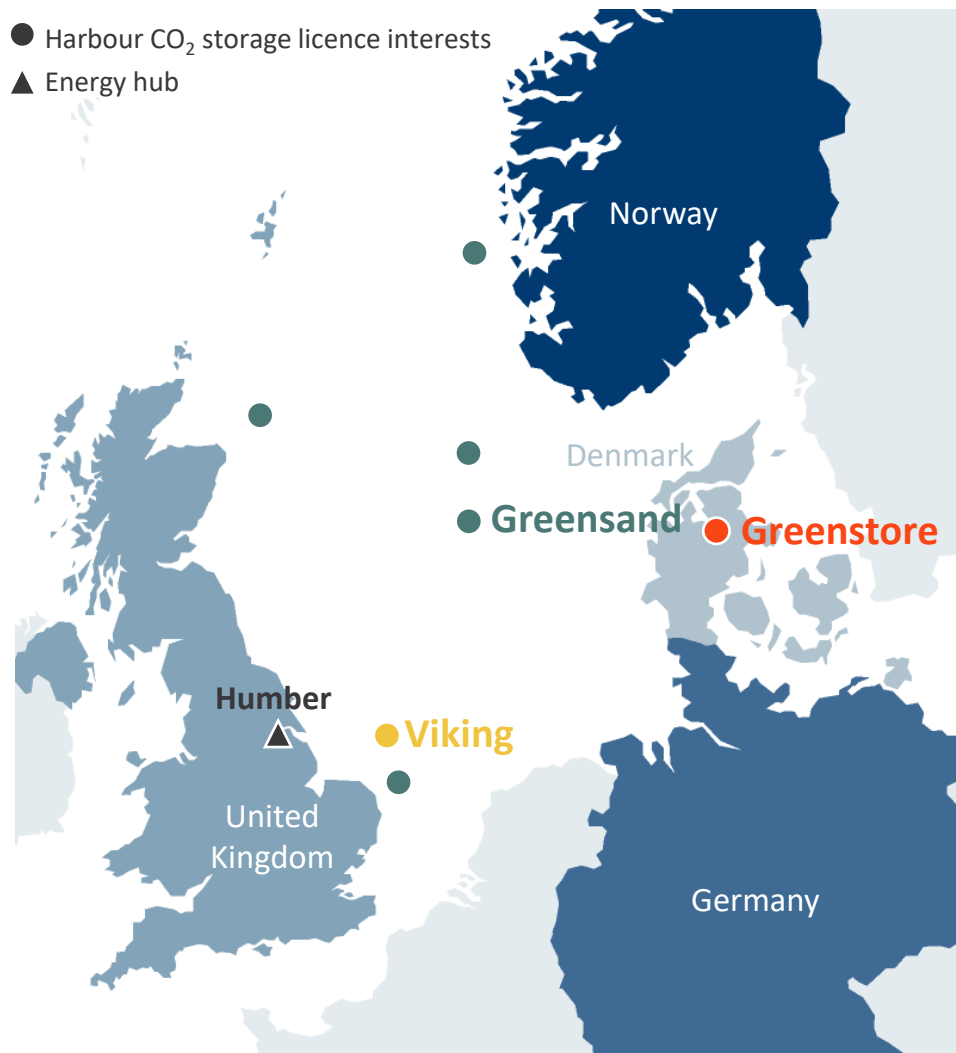 Harbour CO₂ storage licence interests
Energy hub
Norway
Denmark
Greensand
Greenstore
Humber
Viking
United
Kingdom
Germany